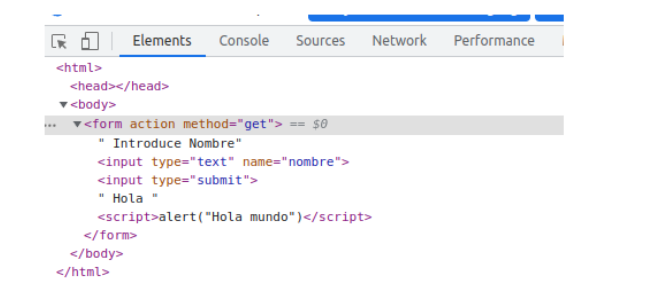 Elements Console Sources Network Performance
<html>
<head></head>
▼<body>
... ▼<form action method="get"> == $0
" Introduce Nombre"
<input type="text" name="nombre">
<input type="submit">
" Hola "
<script>alert("Hola mundo")</script>
</form>
</body>
</html>